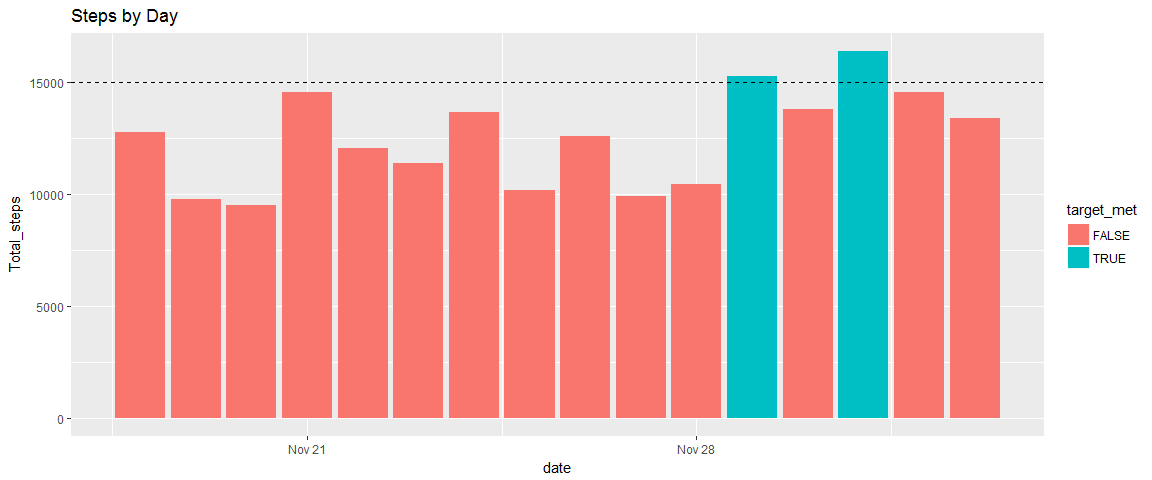 Steps by Day
Total_steps
15000
10000
5000
0
Nov 21
Nov 28
date
target_met
FALSE
TRUE